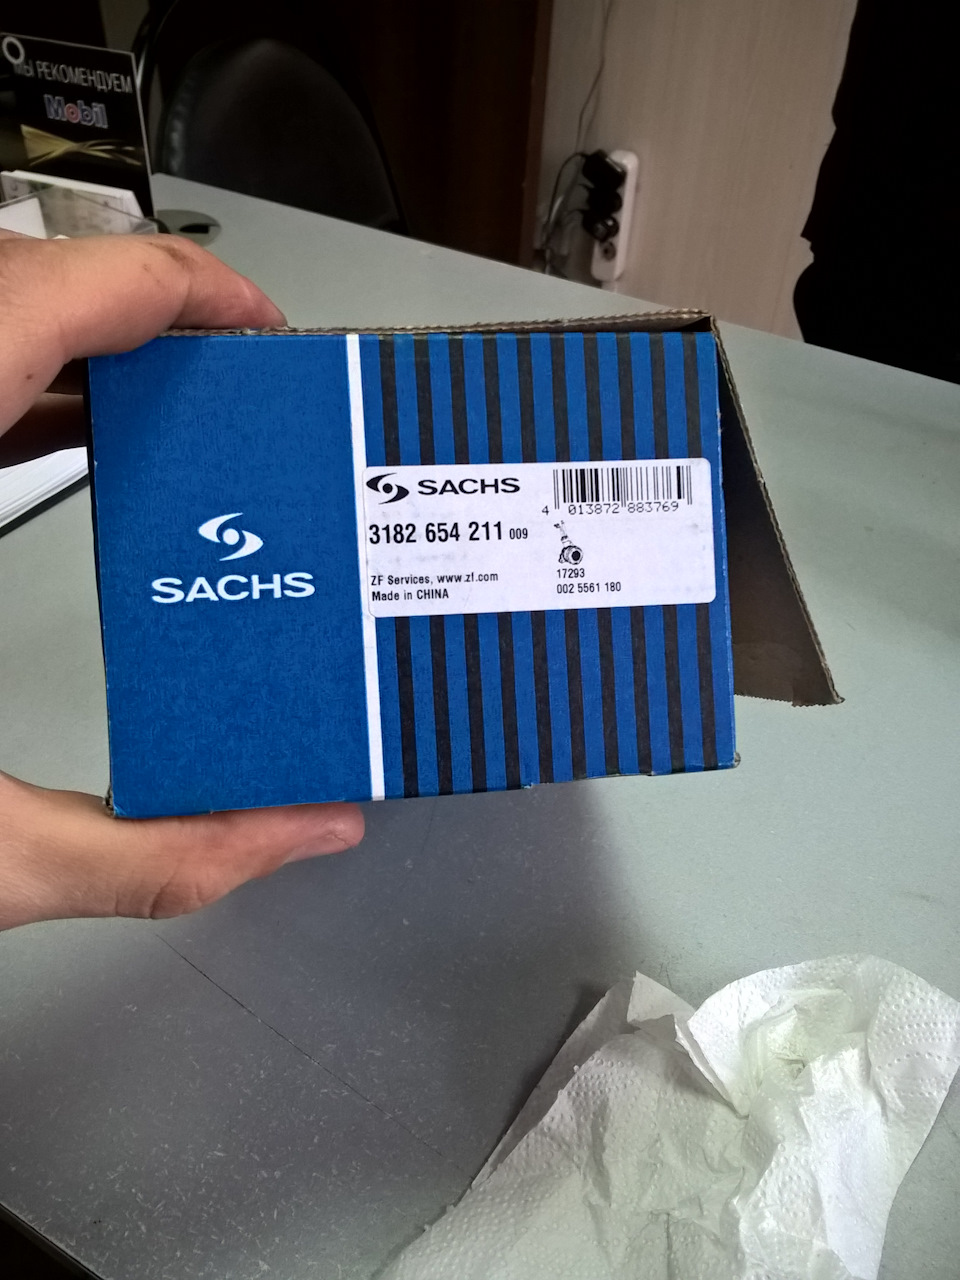 МЫ РЕКОМЕНДУЕМ
Mobil
SACHS
SACHS
4 013872 883769
3182 654 211 009
ZF Services, www.zf.com
Made in CHINA
17293
002 5561 180